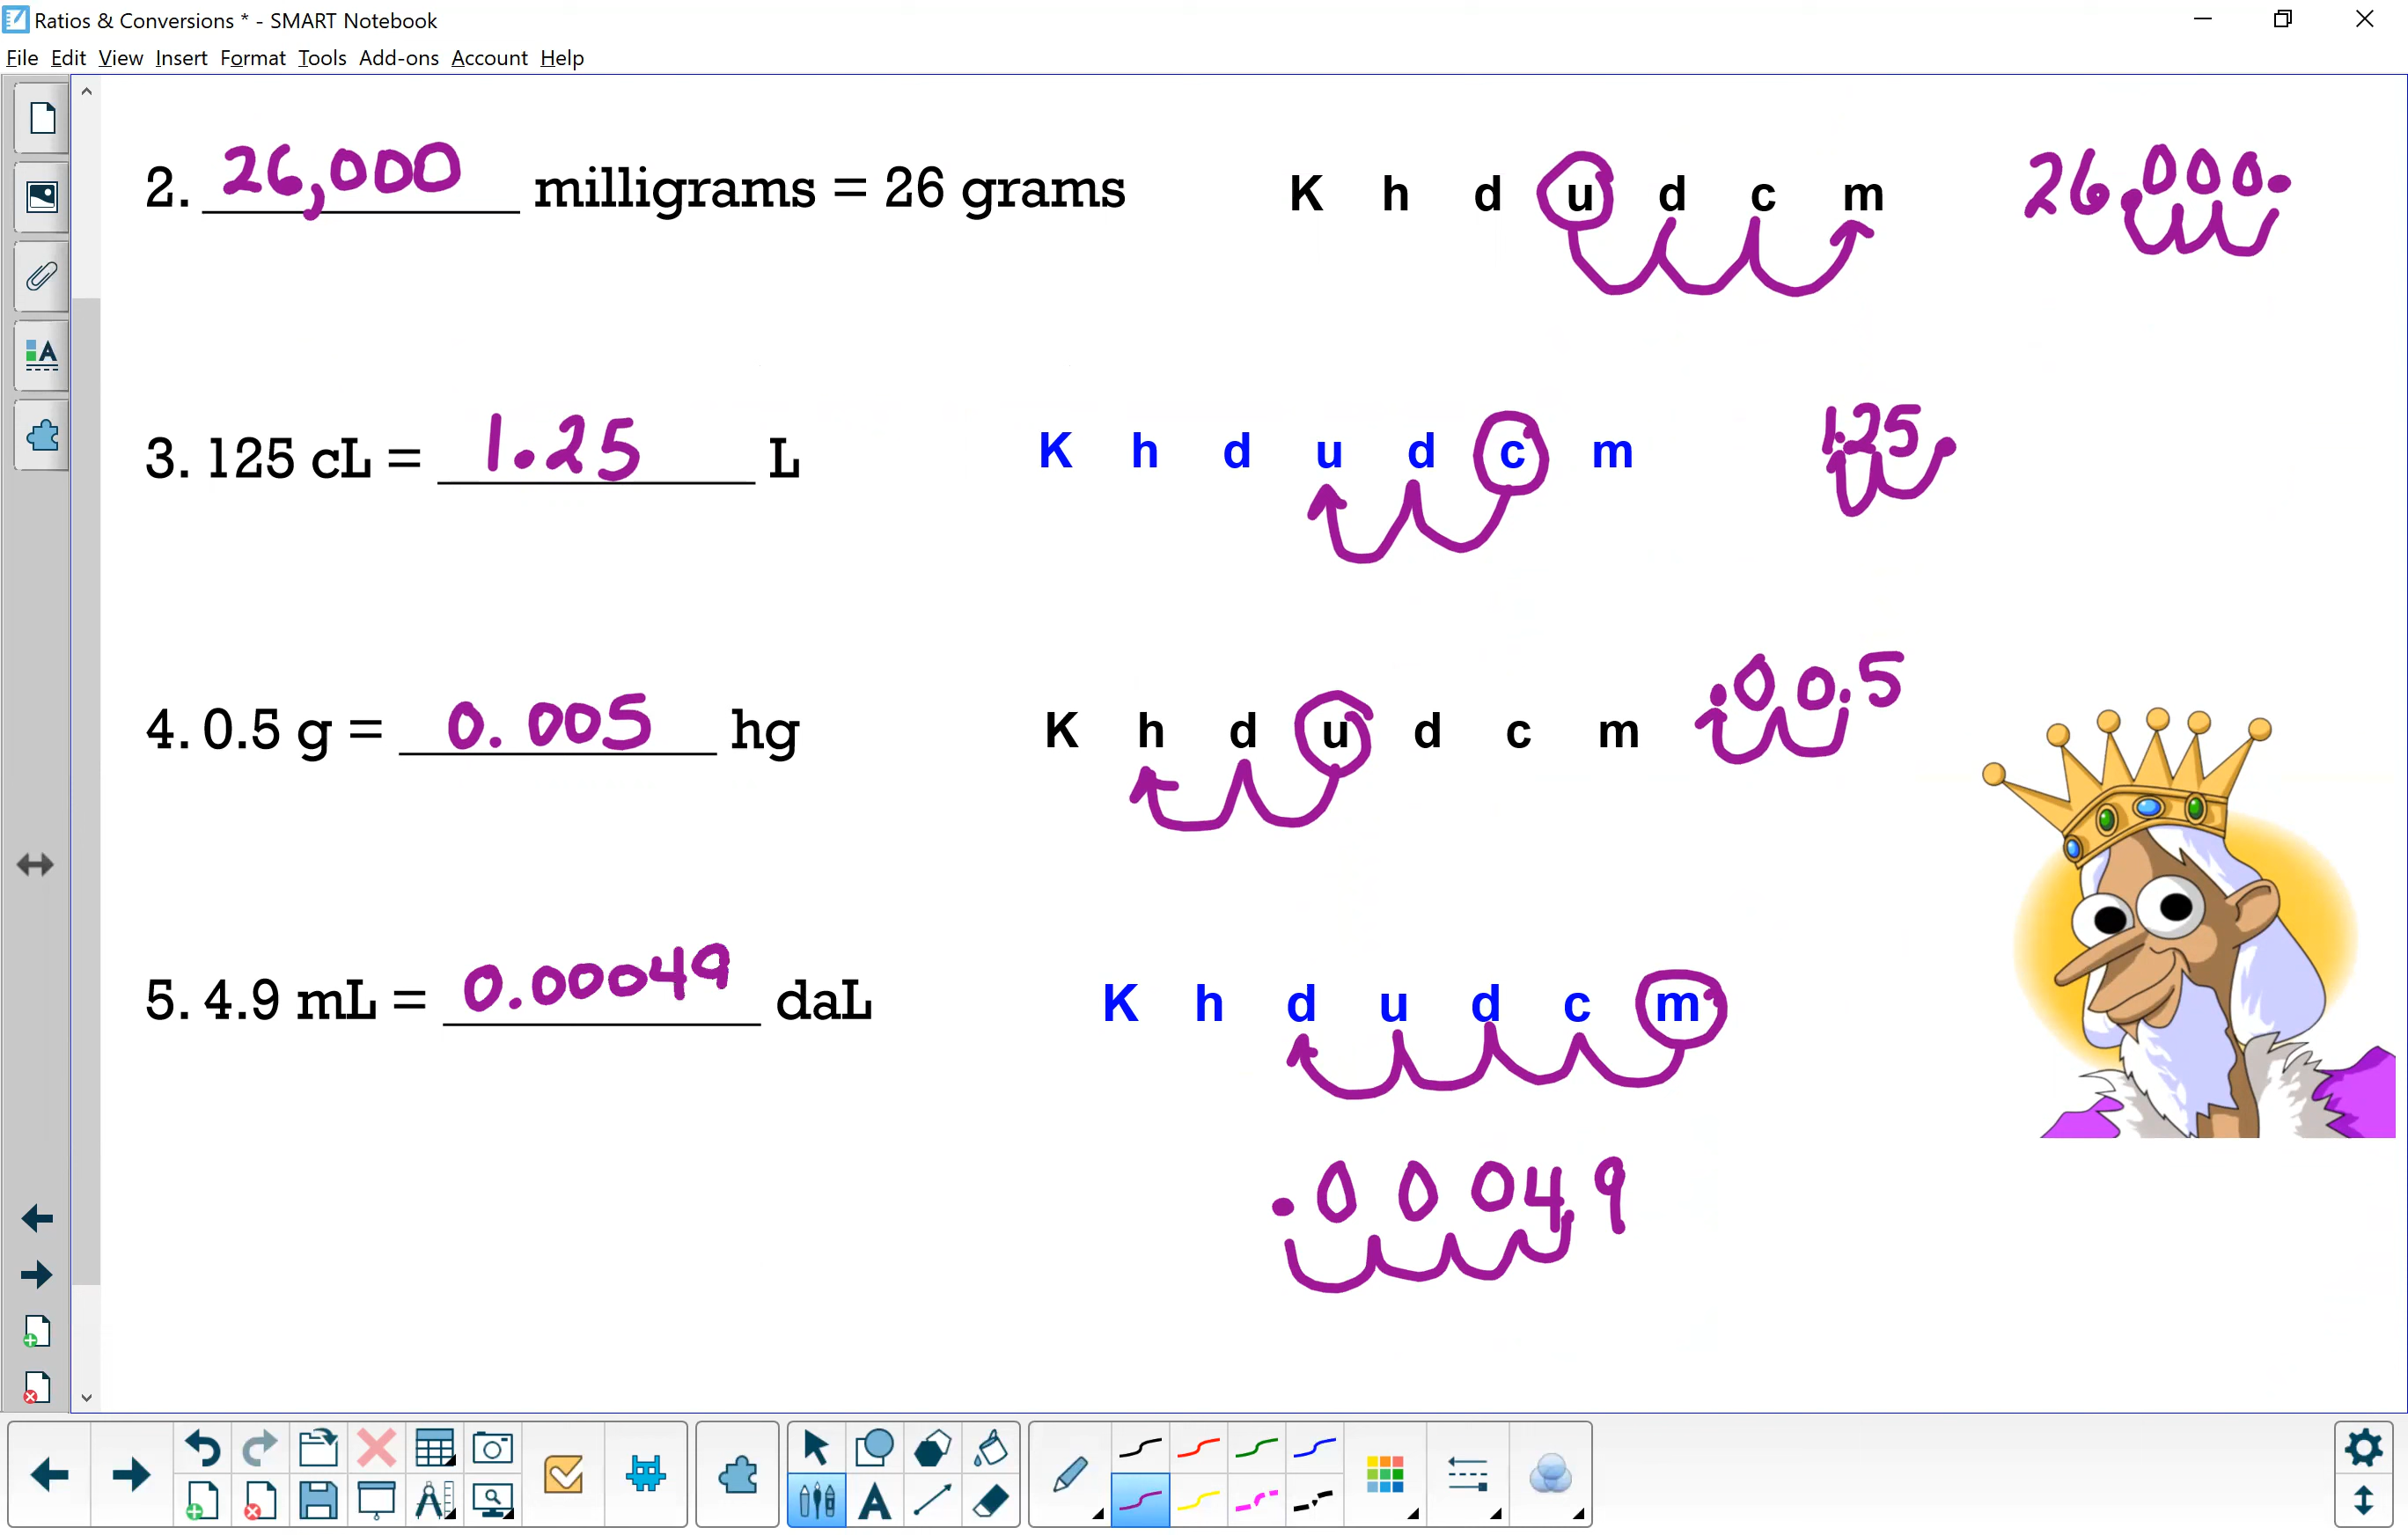 Ratios & Conversions * - SMART Notebook
File Edit View Insert Format Tools Add-ons Account Help
2. 26,000 milligrams = 26 grams K h d u d c m 26.000.
3. 125 cL = 1.25 L K h d u d c m 1.25.
4. 0.5 g = 0.005 hg K h d u d c m .00.5
5. 4.9 mL = 0.00049 daL K h d u d c m
.0004.9